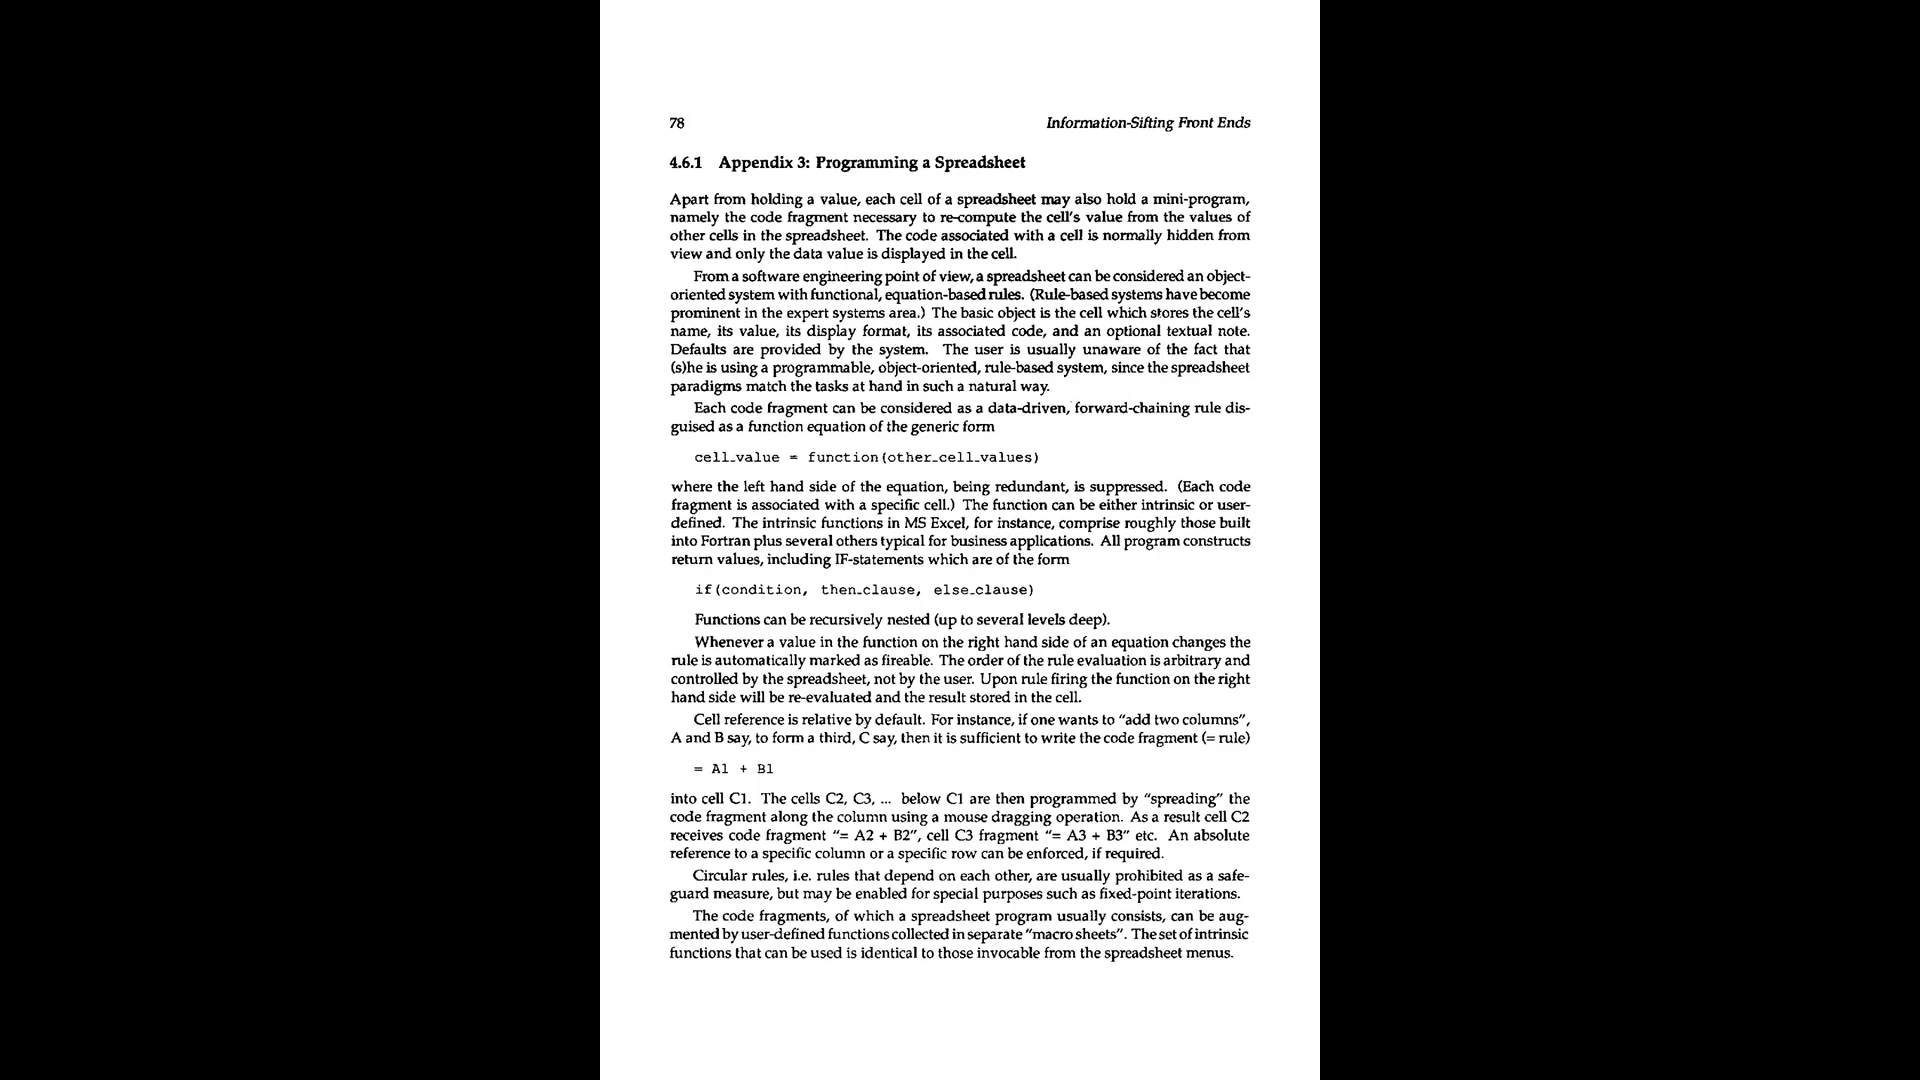 78
Information-Sifting Front Ends
4.6.1 Appendix 3: Programming a Spreadsheet
Apart from holding a value, each cell of a spreadsheet may also hold a mini-program,
namely the code fragment necessary to re-compute the cell's value from the values of
other cells in the spreadsheet. The code associated with a cell is normally hidden from
view and only the data value is displayed in the cell.
From a software engineering point of view, a spreadsheet can be considered an object-
oriented system with functional, equation-based rules. (Rule-based systems have become
prominent in the expert systems area.) The basic object is the cell which stores the cell's
name, its value, its display format, its associated code, and an optional textual note.
Defaults are provided by the system. The user is usually unaware of the fact that
(s)he is using a programmable, object-oriented, rule-based system, since the spreadsheet
paradigms match the tasks at hand in such a natural way.
Each code fragment can be considered as a data-driven, forward-chaining rule dis-
guised as a function equation of the generic form
cell_value = function(other_cell_values)
where the left hand side of the equation, being redundant, is suppressed. (Each code
fragment is associated with a specific cell.) The function can be either intrinsic or user-
defined. The intrinsic functions in MS Excel, for instance, comprise roughly those built
into Fortran plus several others typical for business applications. All program constructs
return values, including IF-statements which are of the form
if(condition, then_clause, else_clause)
Functions can be recursively nested (up to several levels deep).
Whenever a value in the function on the right hand side of an equation changes the
rule is automatically marked as fireable. The order of the rule evaluation is arbitrary and
controlled by the spreadsheet, not by the user. Upon rule firing the function on the right
hand side will be re-evaluated and the result stored in the cell.
Cell reference is relative by default. For instance, if one wants to "add two columns",
A and B say, to form a third, C say, then it is sufficient to write the code fragment (= rule)
= A1 + B1
into cell C1. The cells C2, C3, ... below C1 are then programmed by "spreading" the
code fragment along the column using a mouse dragging operation. As a result cell C2
receives code fragment "= A2 + B2", cell C3 fragment "= A3 + B3" etc. An absolute
reference to a specific column or a specific row can be enforced, if required.
Circular rules, i.e. rules that depend on each other, are usually prohibited as a safe-
guard measure, but may be enabled for special purposes such as fixed-point iterations.
The code fragments, of which a spreadsheet program usually consists, can be aug-
mented by user-defined functions collected in separate "macro sheets". The set of intrinsic
functions that can be used is identical to those invocable from the spreadsheet menus.